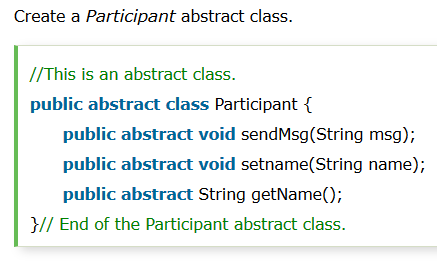 Create a Participant abstract class.
//This is an abstract class.
public abstract class Participant {
public abstract void sendMsg(String msg);
public abstract void setname(String name);
public abstract String getName();
}// End of the Participant abstract class.